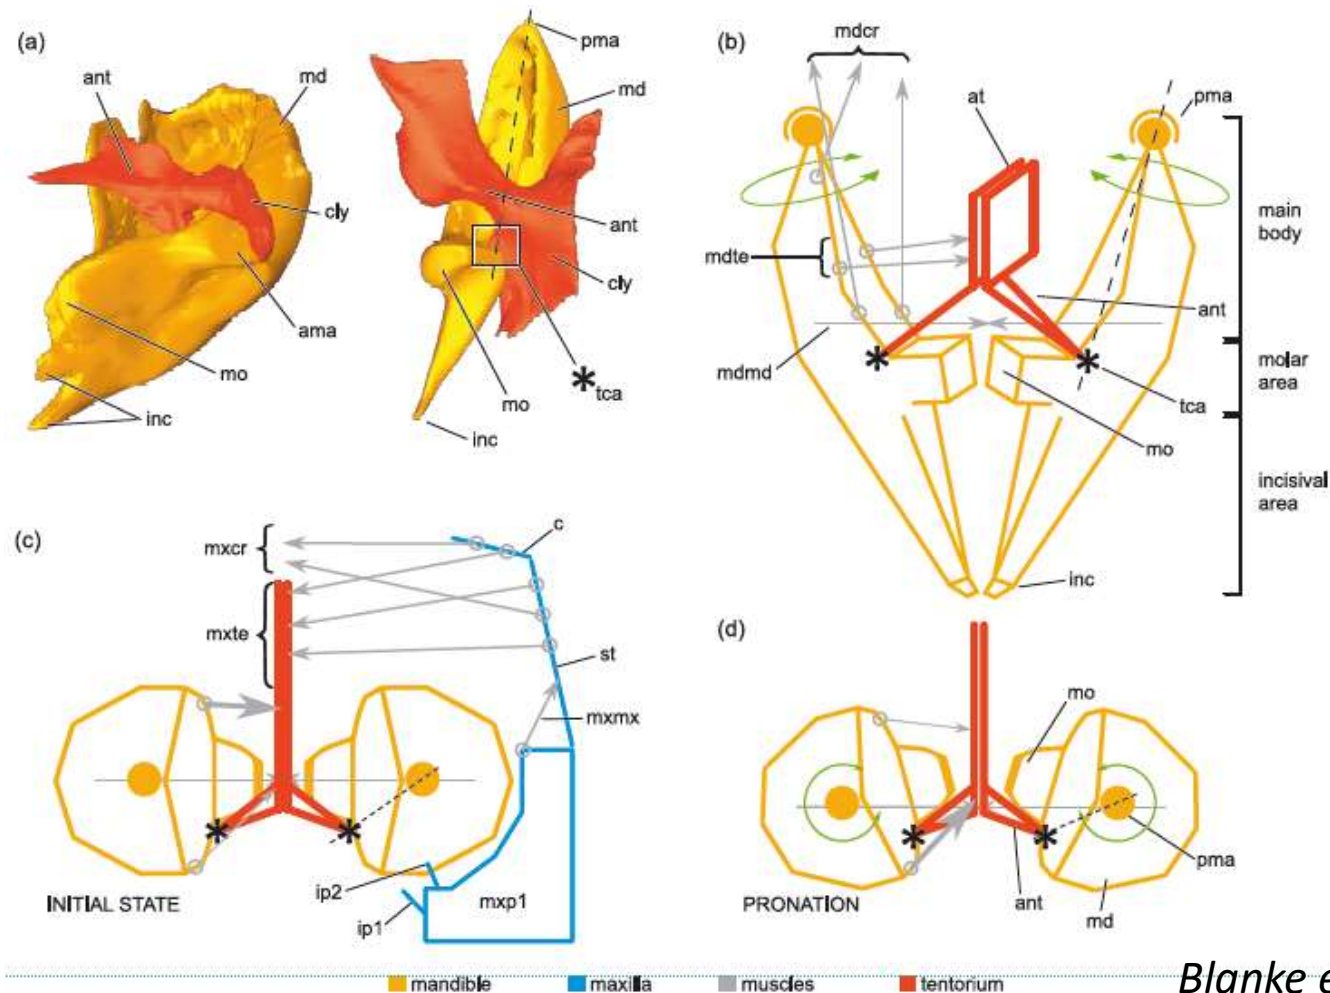 (a)
ant
md
cly
ama
mo
inc
pma
md
ant
cly
*tca
mo
inc
(b)
mdcr
at
pma
mdte
main
body
ant
mdmd
molar
area
tca
mo
incisival
area
inc
(c)
mxcr
c
mxte
st
mxmx
ip2
ip1
mxp1
INITIAL STATE
(d)
mo
pma
ant
md
PRONATION
mandible
maxilla
muscles
tentorium
Blanke e